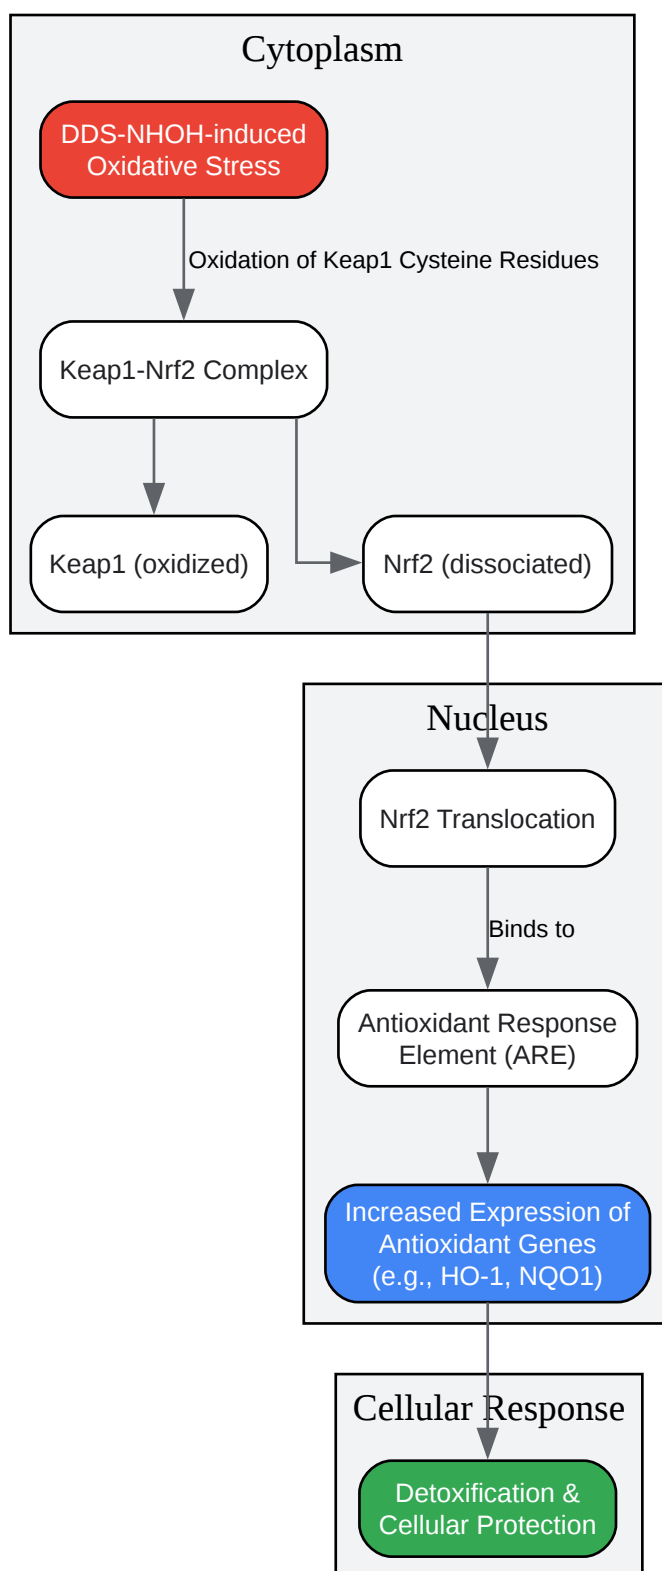 Cytoplasm
DDS-NHOH-induced
Oxidative Stress
Oxidation of Keap1 Cysteine Residues
Keap1-Nrf2 Complex
Keap1 (oxidized)
Nrf2 (dissociated)
Nucleus
Nrf2 Translocation
Binds to
Antioxidant Response
Element (ARE)
Increased Expression of
Antioxidant Genes
(e.g., HO-1, NQO1)
Cellular Response
Detoxification &
Cellular Protection